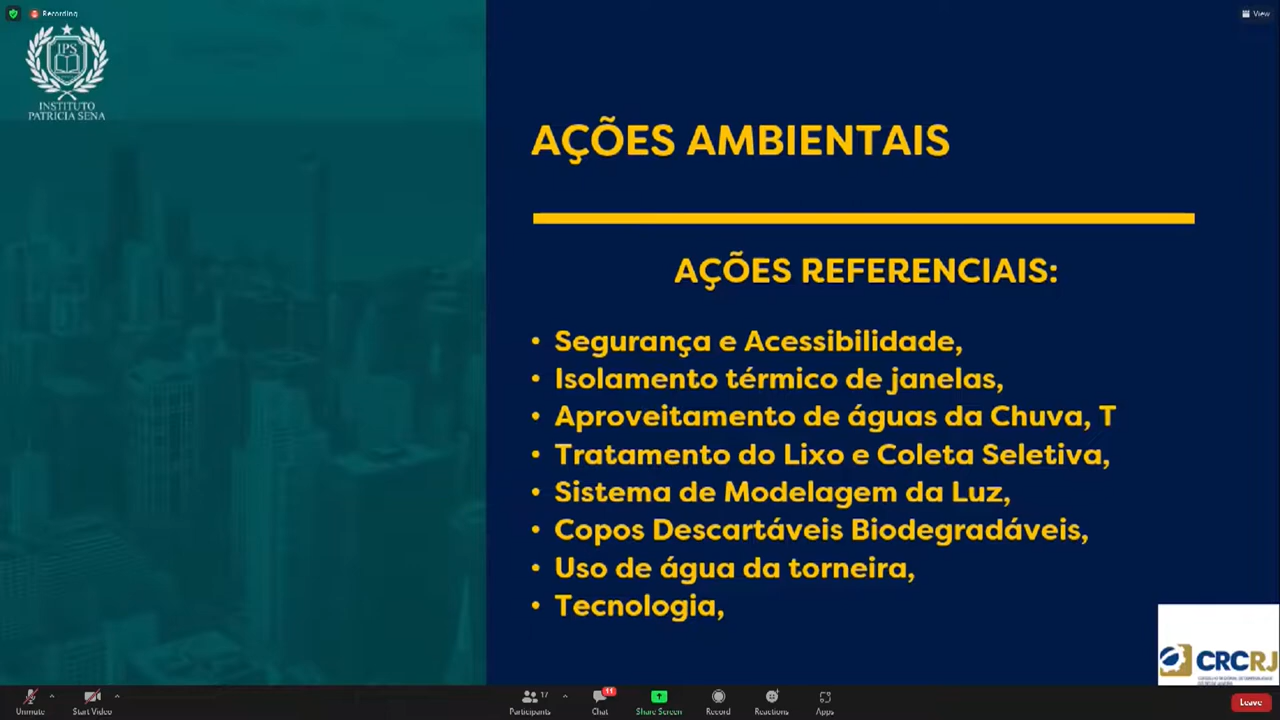 Recording
View
IPS
INSTITUTO
PATRICIA SENA
AÇÕES AMBIENTAIS
AÇÕES REFERENCIAIS:
• Segurança e Acessibilidade,
• Isolamento térmico de janelas,
• Aproveitamento de águas da Chuva, T
• Tratamento do Lixo e Coleta Seletiva,
• Sistema de Modelagem da Luz,
• Copos Descartáveis Biodegradáveis,
• Uso de água da torneira,
• Tecnologia,
CRCRJ
Unmute
Start Video
Participants
17
Chat
11
Share Screen
Record
Reactions
Apps
Leave